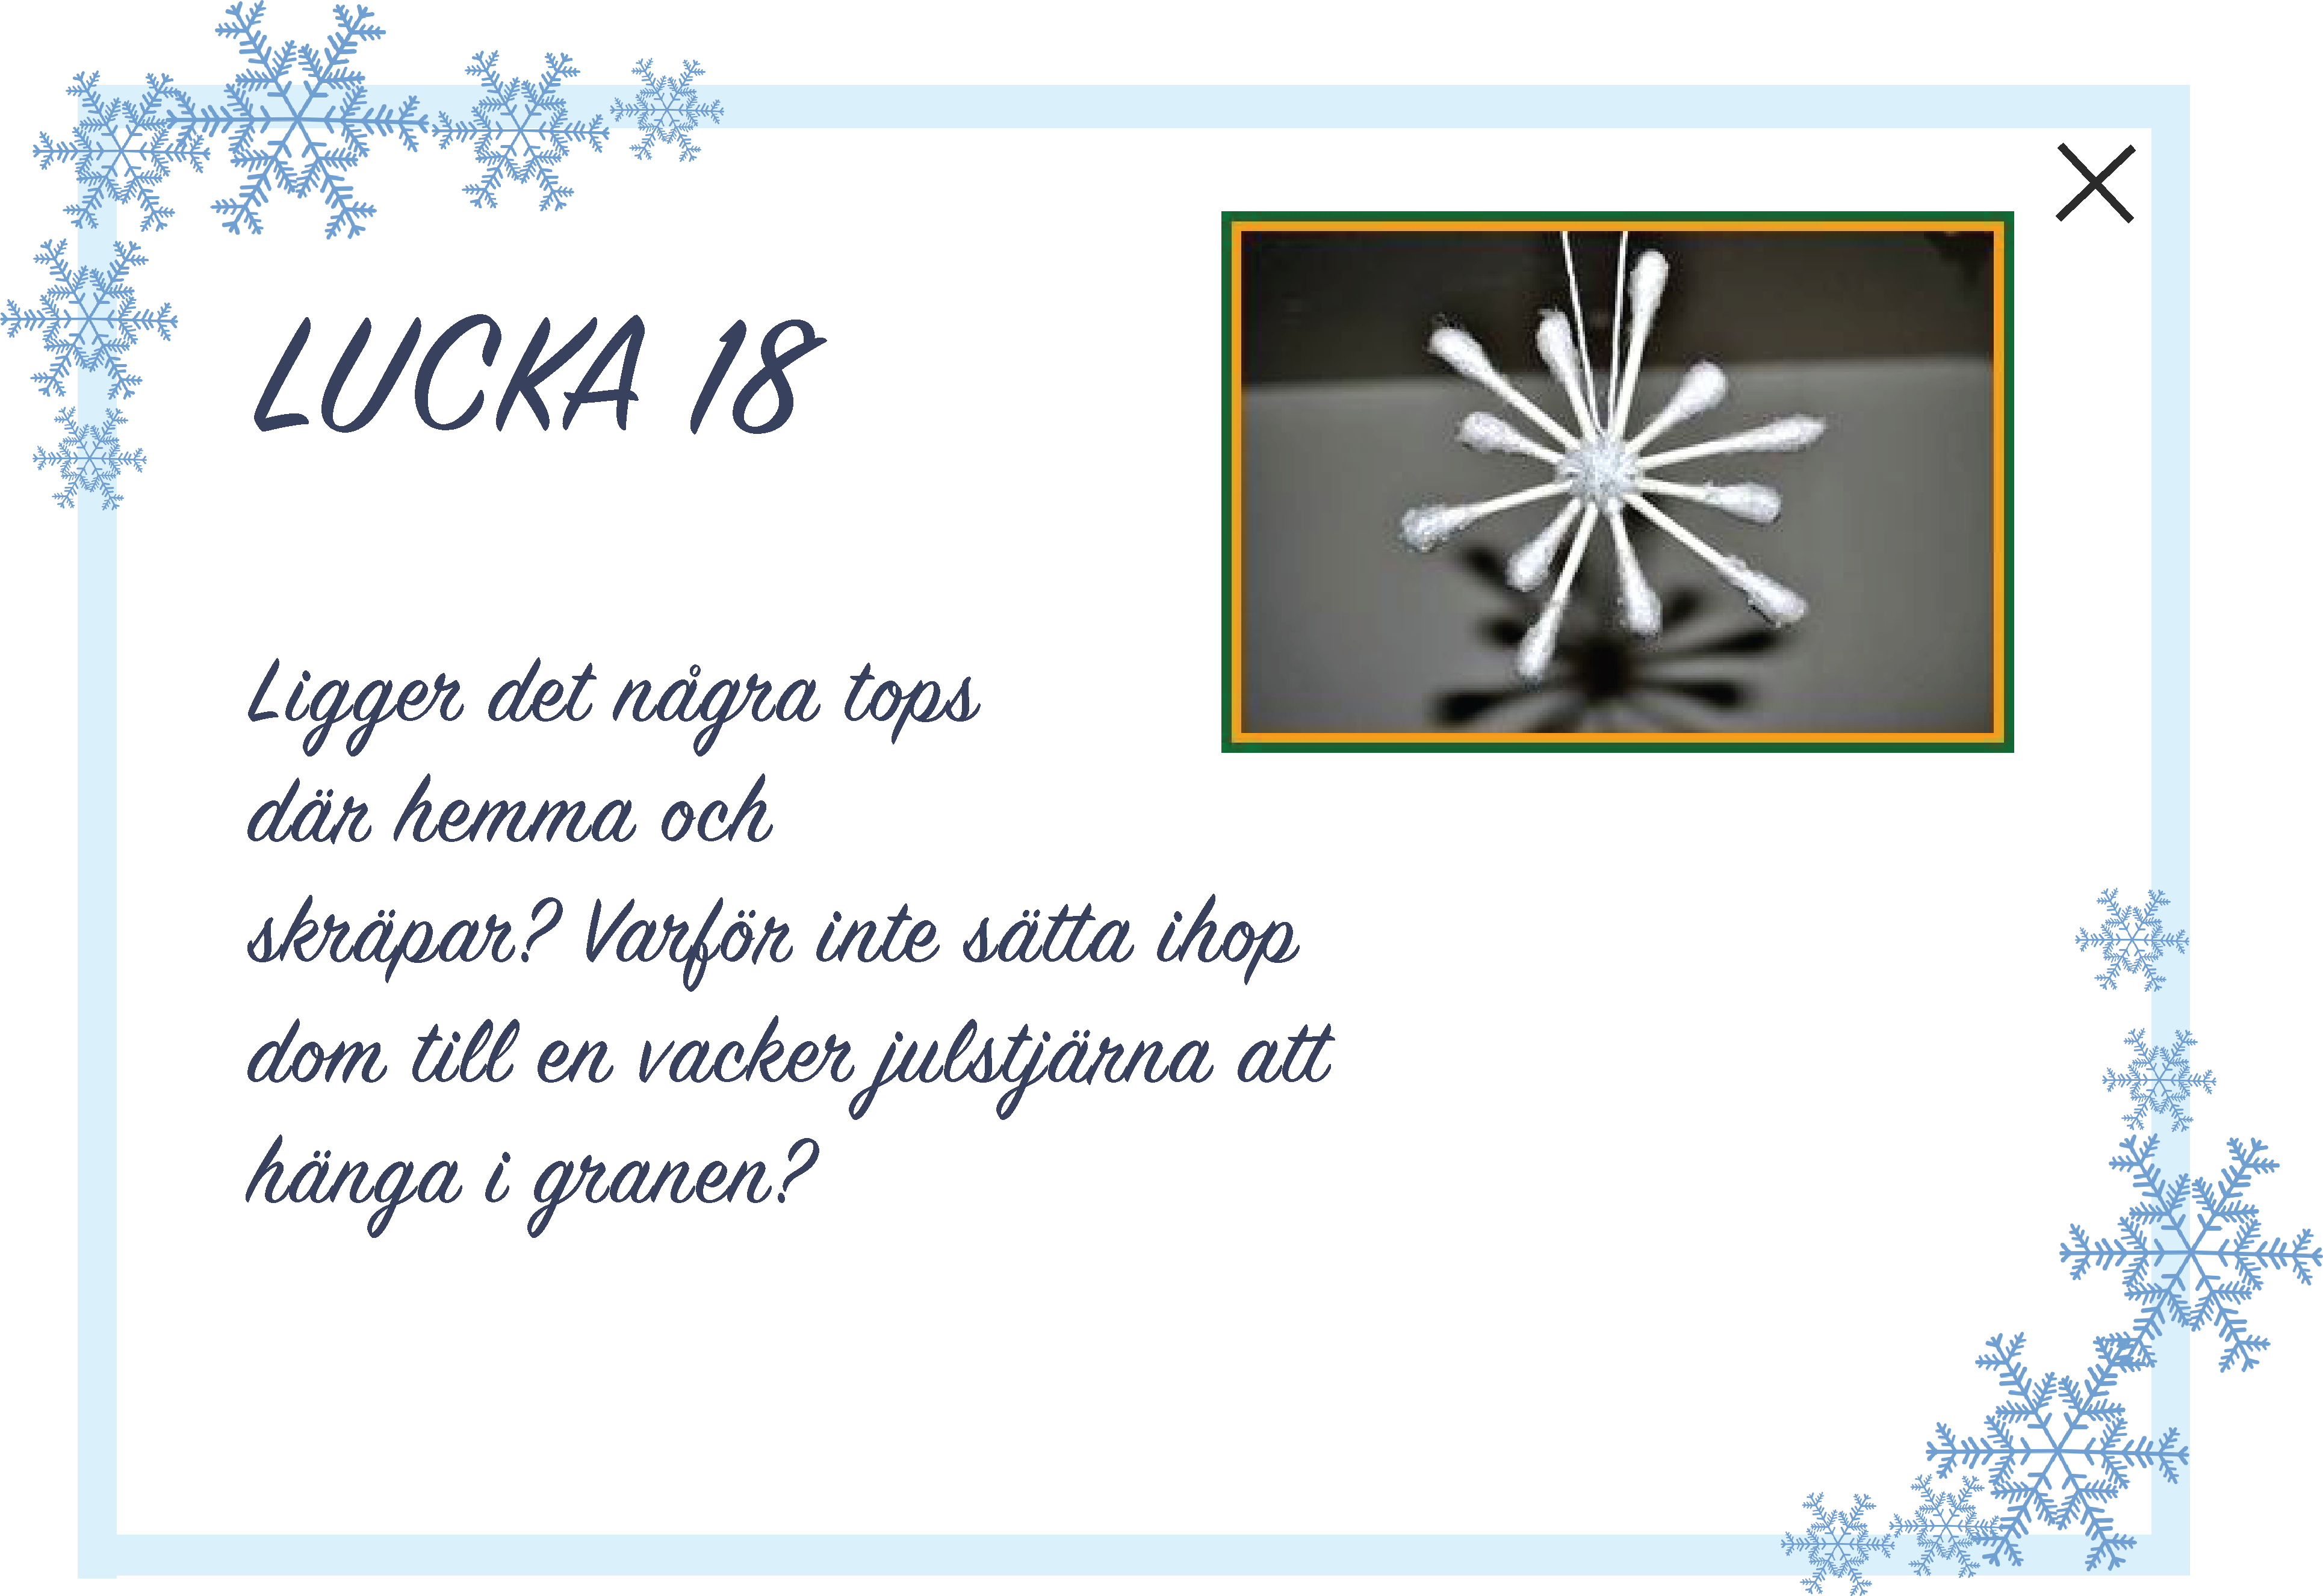 LUCKA 18
Ligger det några tops
där hemma och
skräpar? Varför inte sätta ihop
dom till en vacker julstjärna att
hänga i granen?